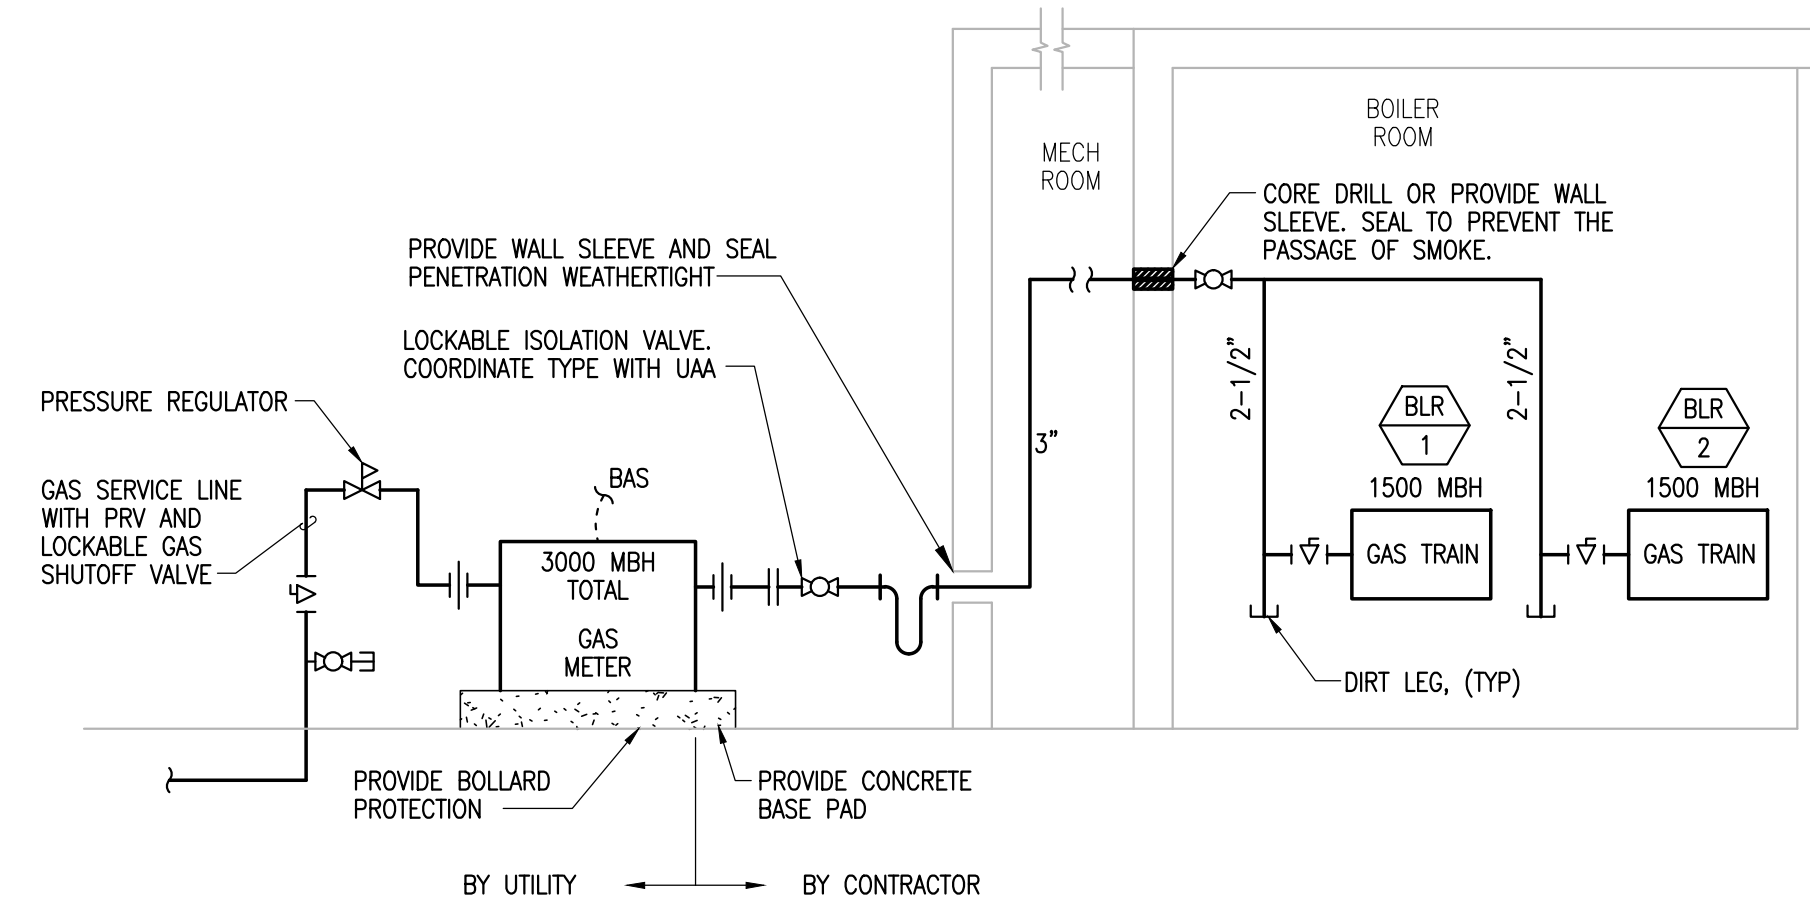 BOILER
ROOM
MECH
ROOM
CORE DRILL OR PROVIDE WALL
SLEEVE. SEAL TO PREVENT THE
PASSAGE OF SMOKE.
PROVIDE WALL SLEEVE AND SEAL
PENETRATION WEATHERTIGHT
LOCKABLE ISOLATION VALVE.
COORDINATE TYPE WITH UAA
PRESSURE REGULATOR
GAS SERVICE LINE
WITH PRV AND
LOCKABLE GAS
SHUTOFF VALVE
BAS
3000 MBH
TOTAL
GAS
METER
3"
2-1/2"
2-1/2"
BLR
1
1500 MBH
GAS TRAIN
BLR
2
1500 MBH
GAS TRAIN
DIRT LEG, (TYP)
PROVIDE BOLLARD
PROTECTION
PROVIDE CONCRETE
BASE PAD
BY UTILITY
BY CONTRACTOR